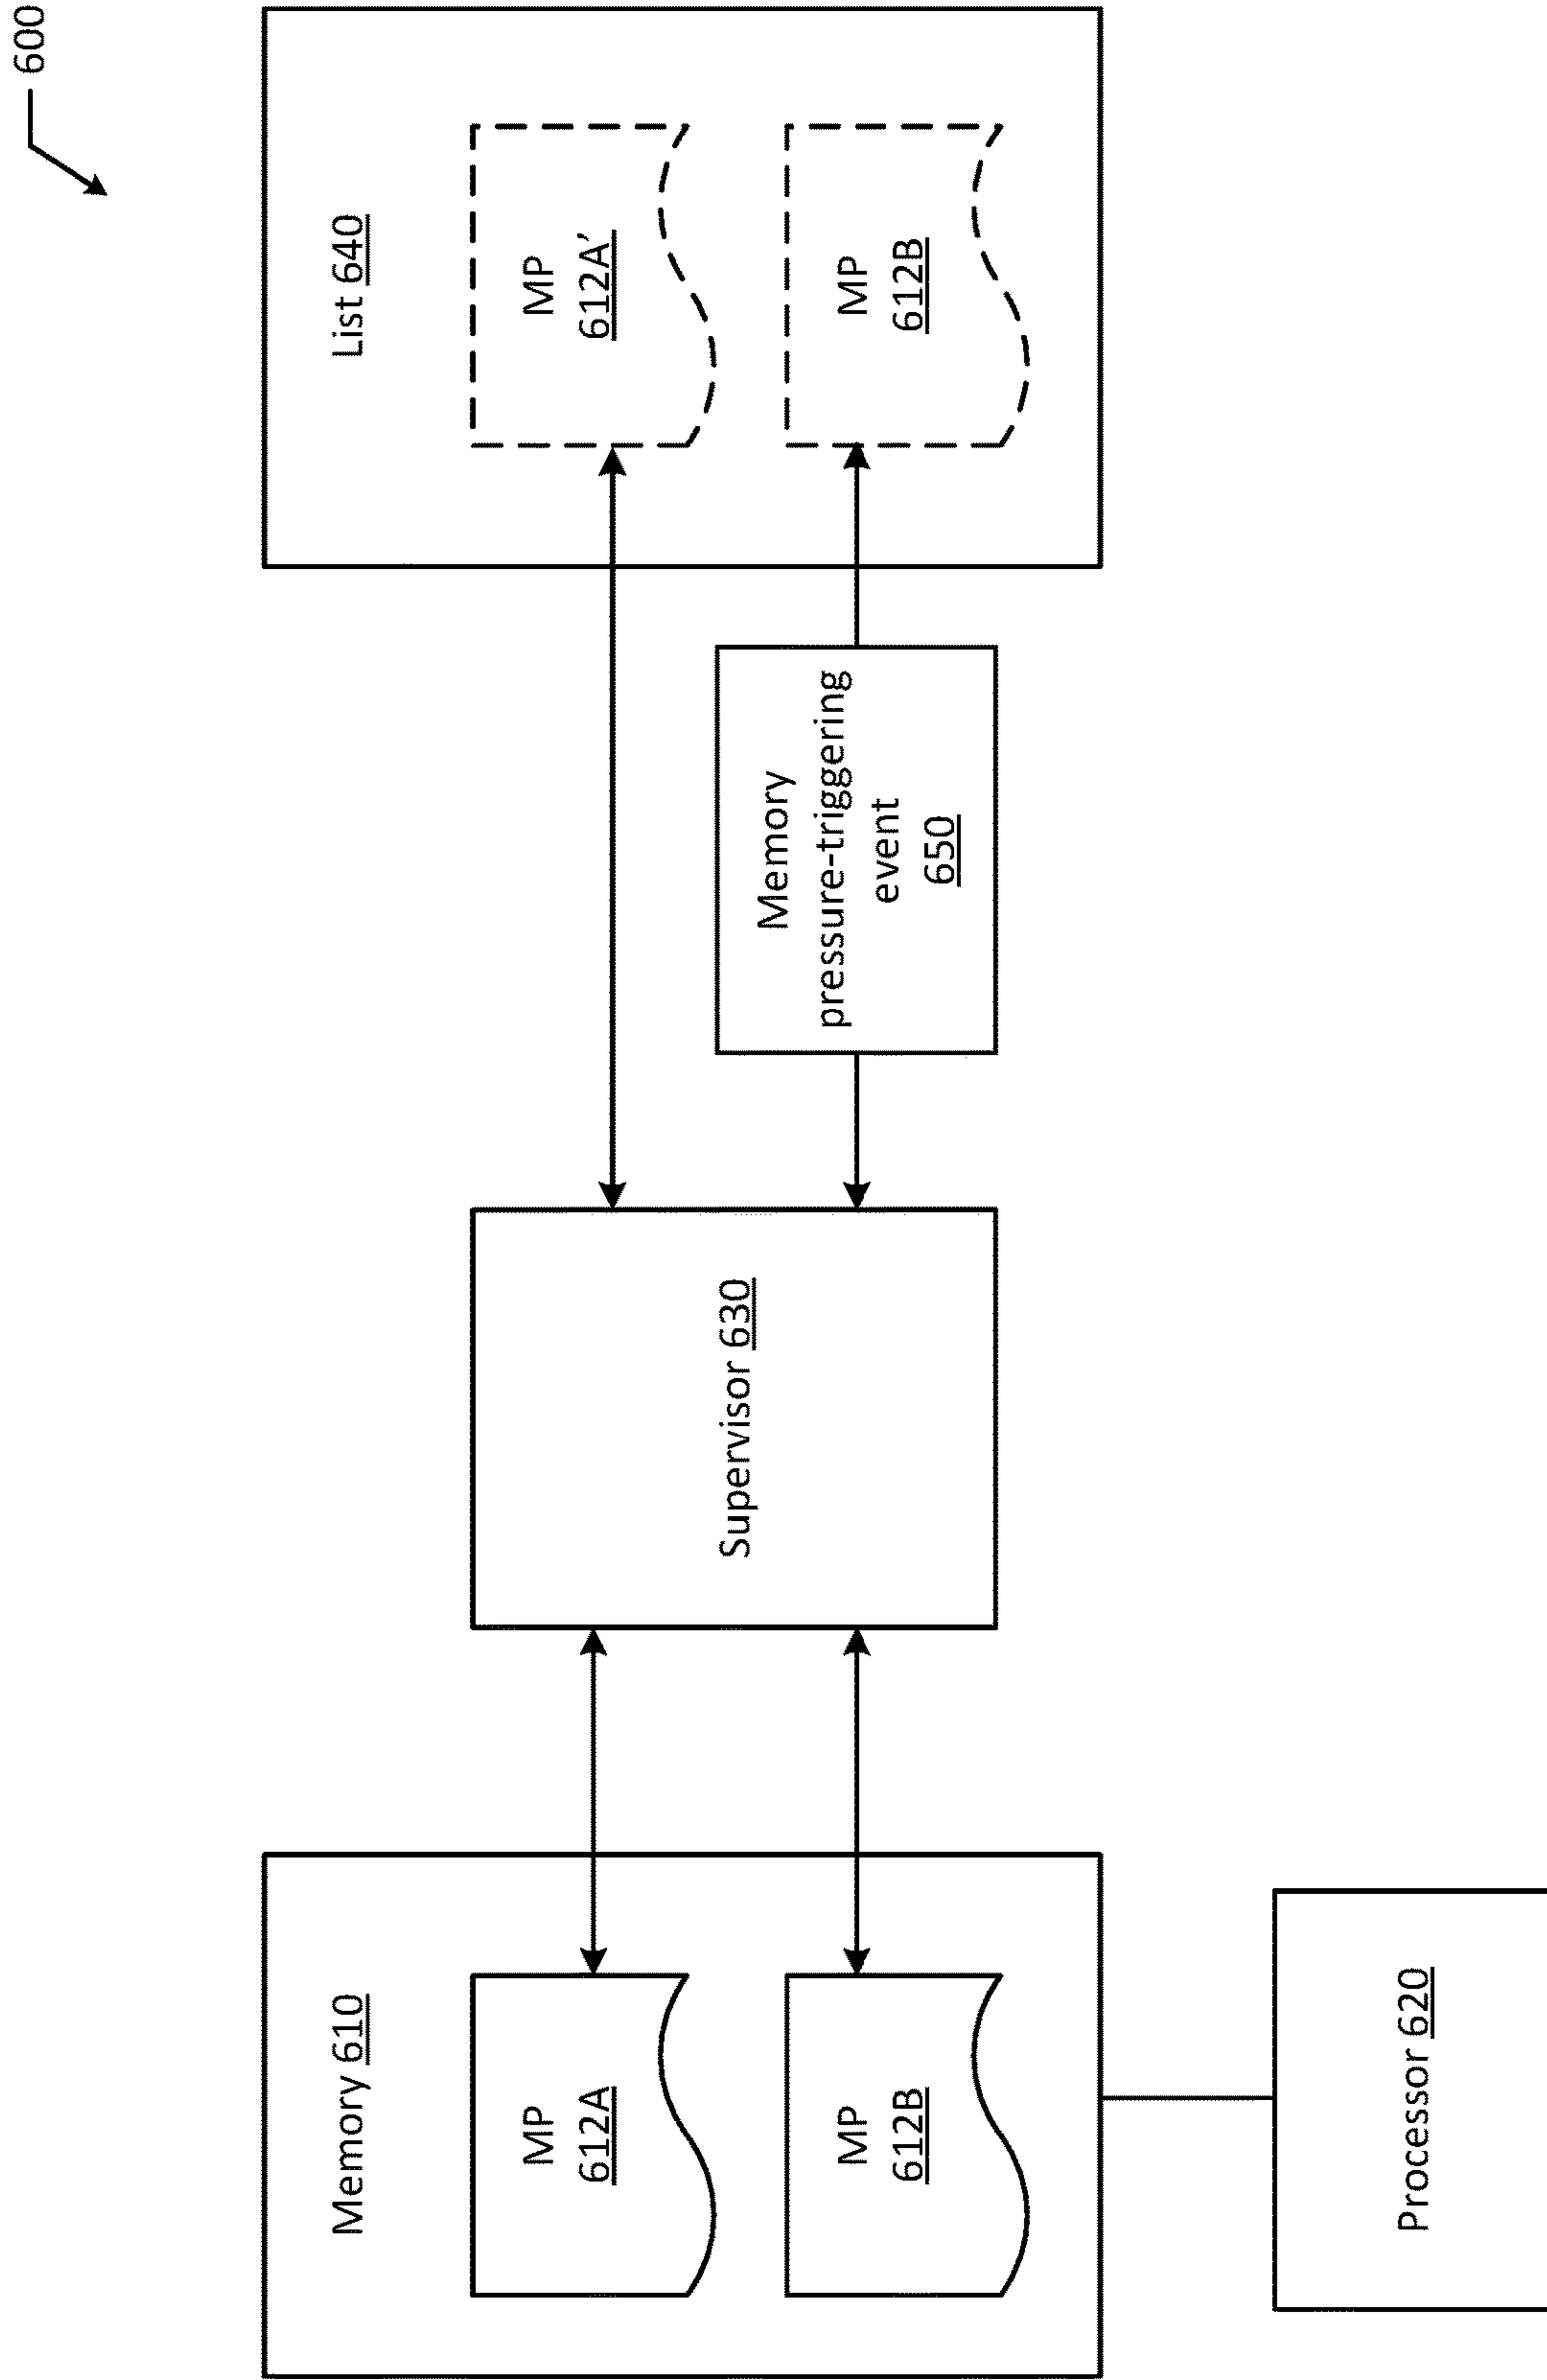 600
Memory 610
MP
612A
MP
612B
Processor 620
Supervisor 630
Memory
pressure-triggering
event
650
List 640
MP
612A’
MP
612B